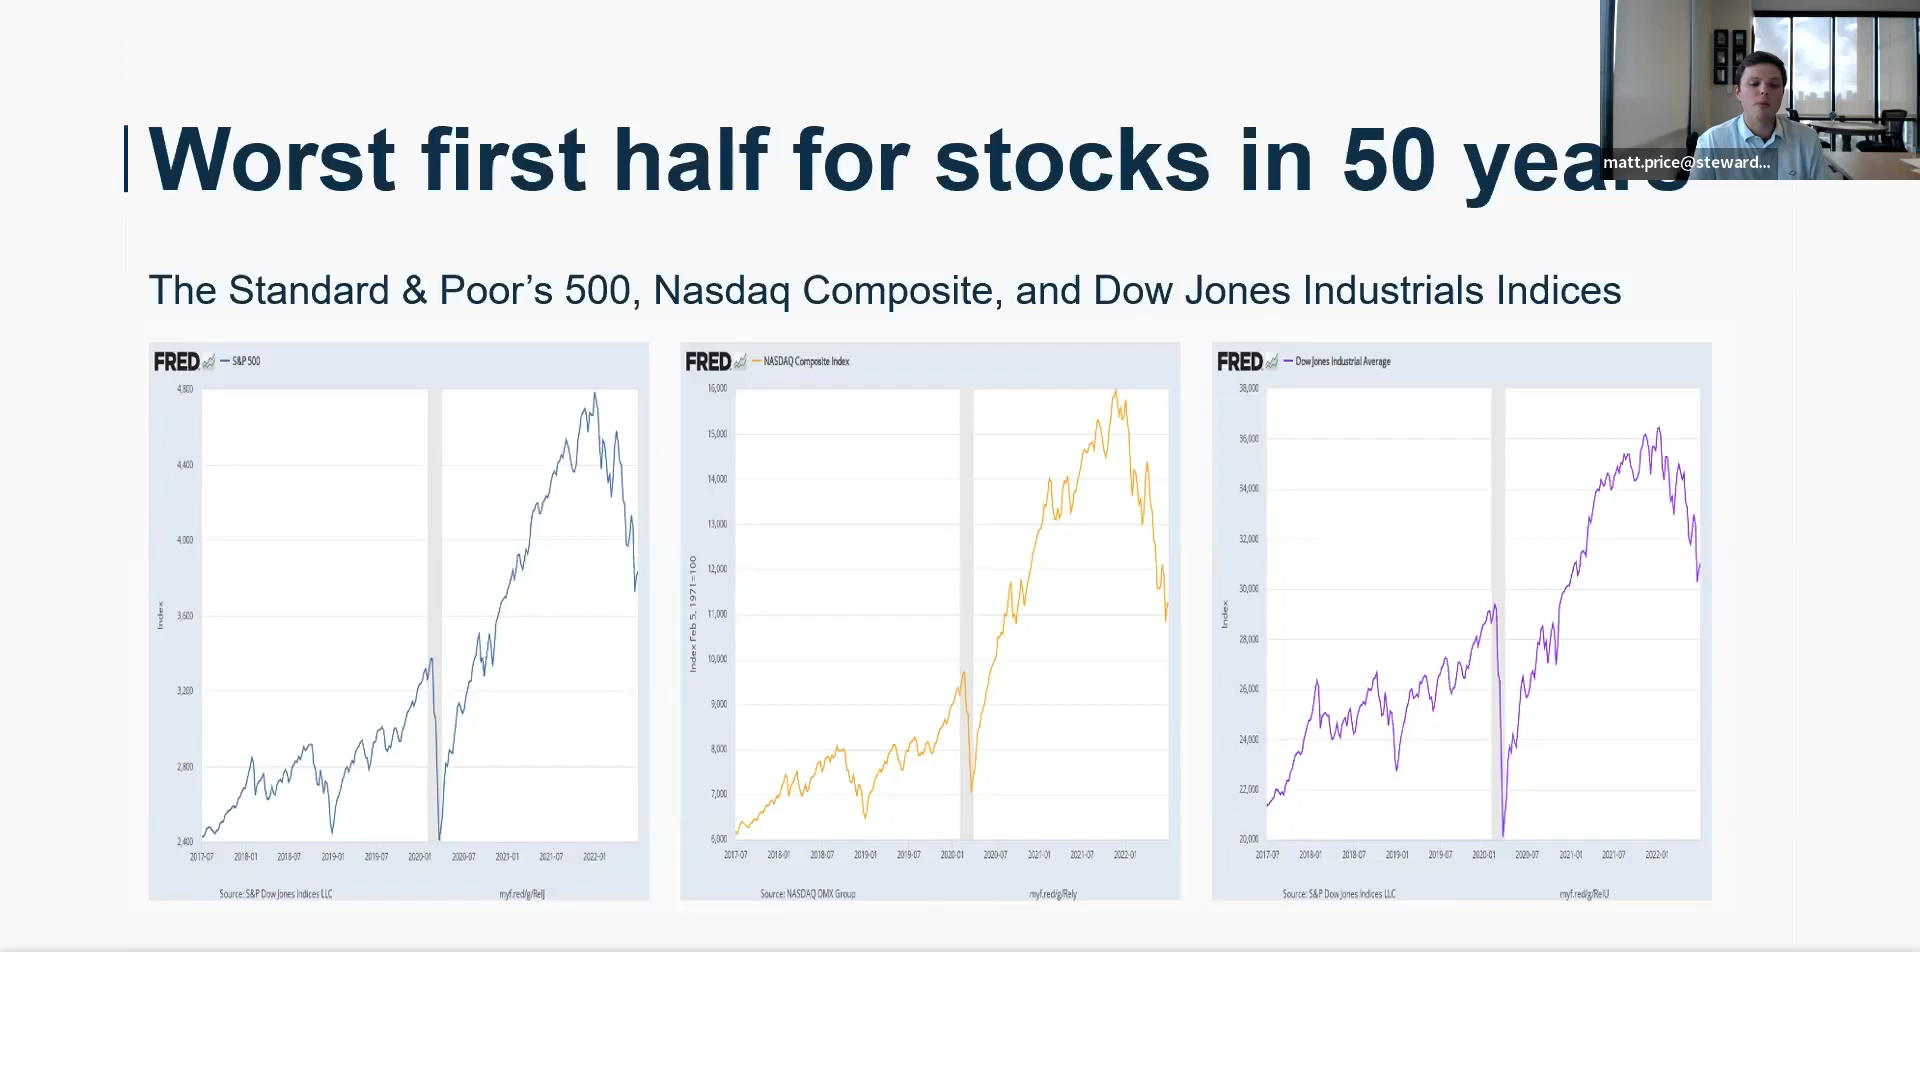 Worst first half for stocks in 50 years
matt.price@steward...
The Standard & Poor’s 500, Nasdaq Composite, and Dow Jones Industrials Indices
FRED
S&P 500
4,800
4,400
4,000
3,600
3,200
2,800
2,400
Index
2017-07 2018-01 2018-07 2019-01 2019-07 2020-01 2020-07 2021-01 2021-07 2022-01
Source: S&P Dow Jones Indices LLC
FRED
NASDAQ Composite Index
16,000
15,000
14,000
13,000
12,000
11,000
10,000
9,000
8,000
7,000
6,000
Index Feb 5, 1971=100
2017-07 2018-01 2018-07 2019-01 2019-07 2020-01 2020-07 2021-01 2021-07 2022-01
Source: NASDAQ OMX Group
myf.red/g/Rely
FRED
Dow Jones Industrial Average
38,000
36,000
34,000
32,000
30,000
28,000
26,000
24,000
22,000
20,000
Index
2017-07 2018-01 2018-07 2019-01 2019-07 2020-01 2020-07 2021-01 2021-07 2022-01
Source: S&P Dow Jones Indices LLC